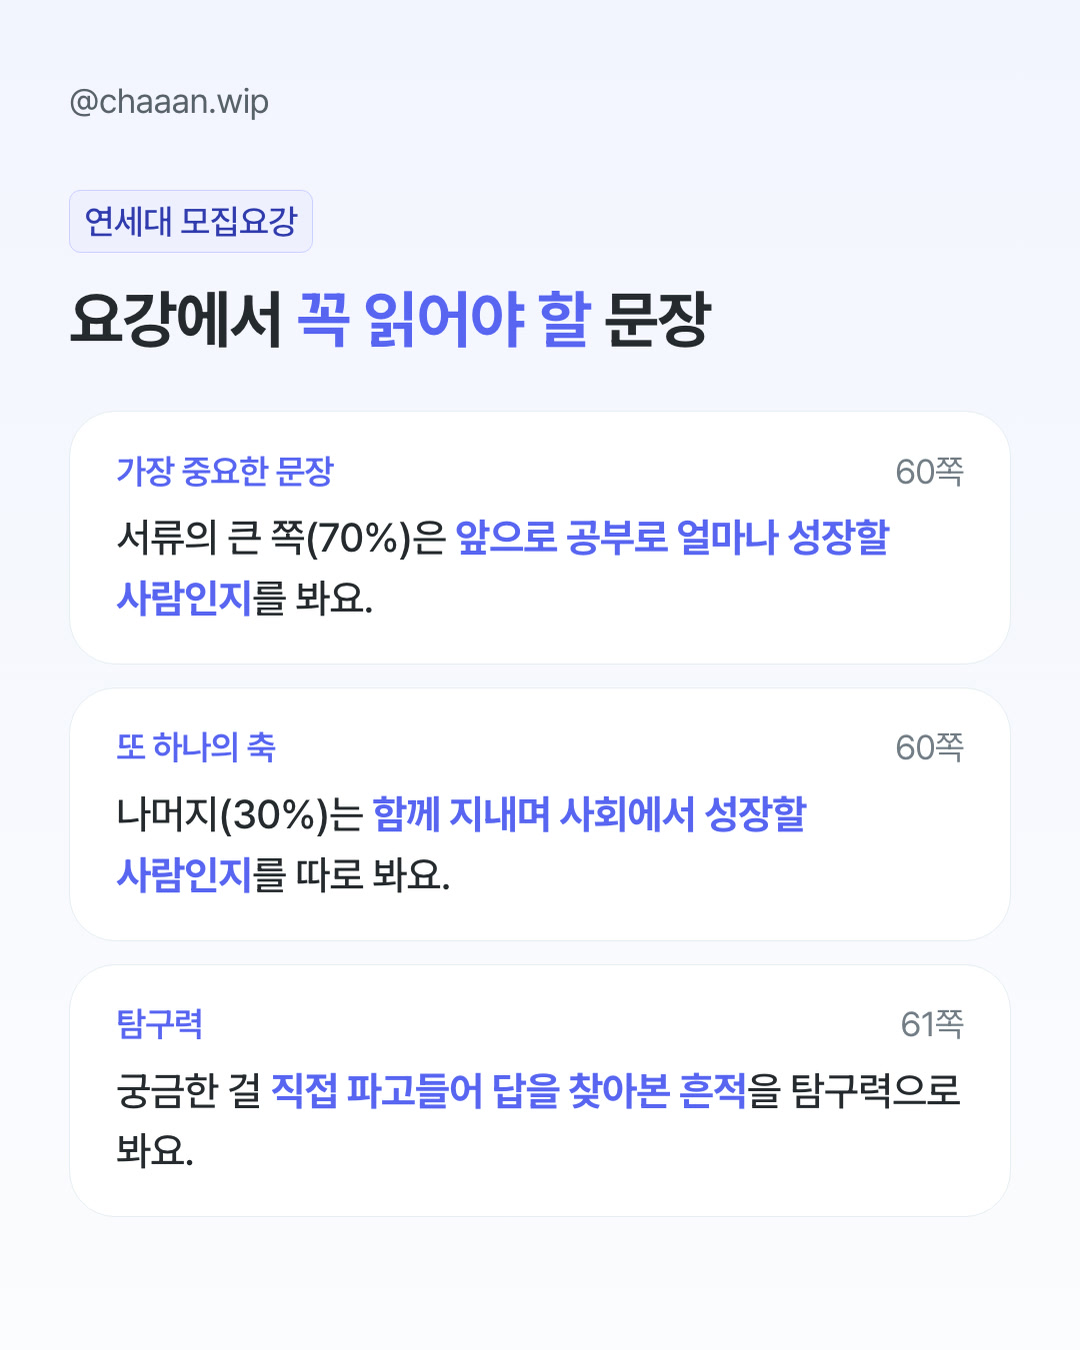 @chaaan.wip
연세대 모집요강
요강에서 꼭 읽어야 할 문장
가장 중요한 문장
60쪽
서류의 큰 쪽(70%)은 앞으로 공부로 얼마나 성장할
사람인지를 봐요.
또 하나의 축
60쪽
나머지(30%)는 함께 지내며 사회에서 성장할
사람인지를 따로 봐요.
탐구력
61쪽
궁금한 걸 직접 파고들어 답을 찾아본 흔적을 탐구력으로
봐요.